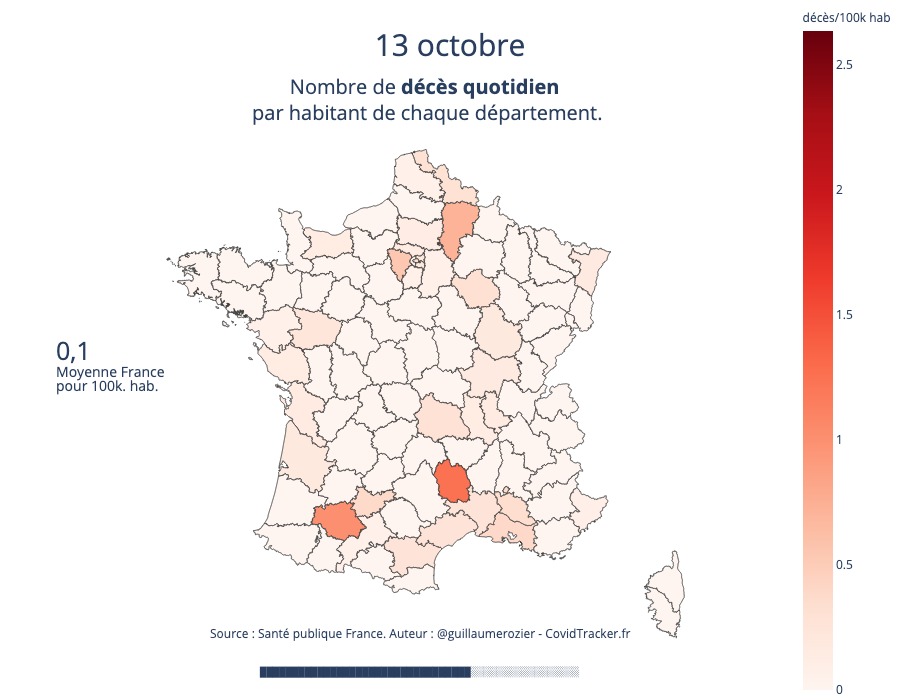 décès/100k hab
13 octobre
Nombre de décès quotidien
par habitant de chaque département.
2.5
2
1.5
1
0.5
0
0,1
Moyenne France
pour 100k. hab.
Source : Santé publique France. Auteur : @guillaumerozier - CovidTracker.fr